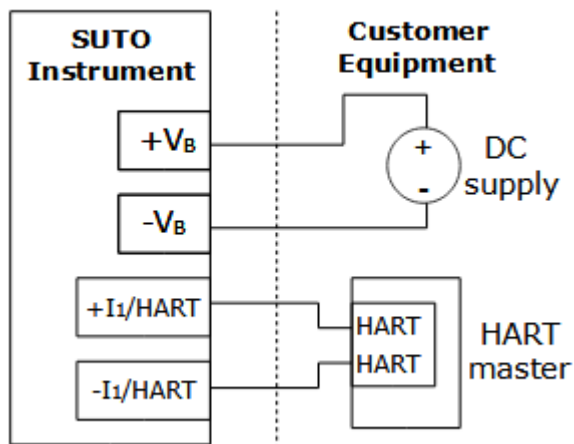 SUTO
Instrument
Customer
Equipment
+VB
-VB
+
-
DC
supply
+I1/HART
-I1/HART
HART
HART
HART
master